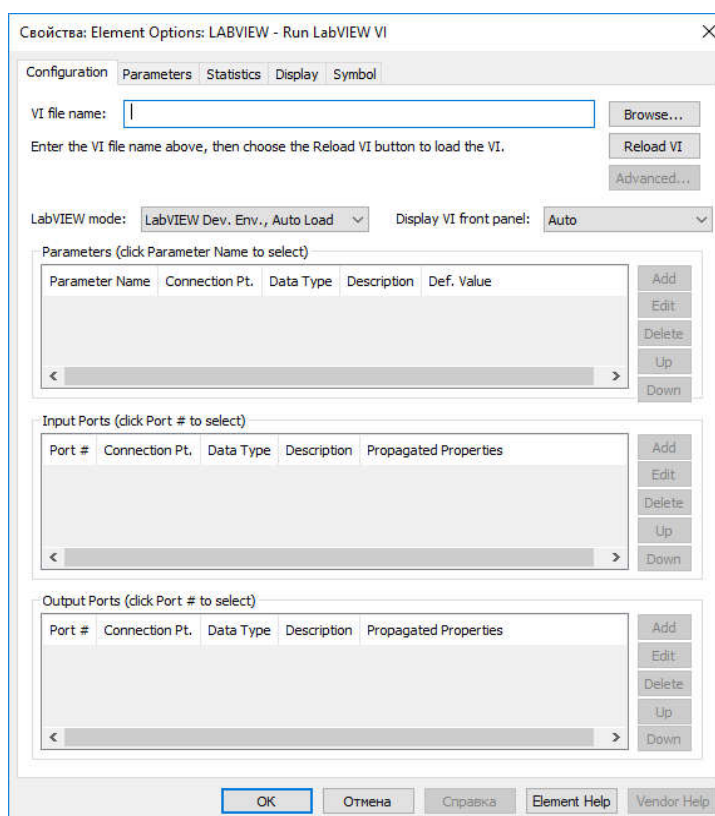 Свойства: Element Options: LABVIEW - Run LabVIEW VI
Configuration Parameters Statistics Display Symbol
VI file name: Browse...
Enter the VI file name above, then choose the Reload VI button to load the VI. Reload VI
Advanced...
LabVIEW mode: LabVIEW Dev. Env., Auto Load Display VI front panel: Auto
Parameters (click Parameter Name to select)
Parameter Name Connection Pt. Data Type Description Def. Value Add
Edit
Delete
Up
Down
Input Ports (click Port # to select)
Port # Connection Pt. Data Type Description Propagated Properties Add
Edit
Delete
Up
Down
Output Ports (click Port # to select)
Port # Connection Pt. Data Type Description Propagated Properties Add
Edit
Delete
Up
Down
OK Отмена Справка Element Help Vendor Help